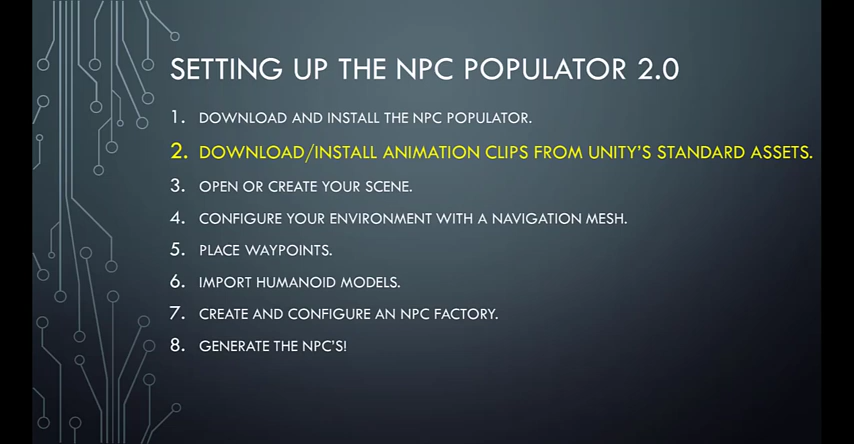 SETTING UP THE NPC POPULATOR 2.0
1. DOWNLOAD AND INSTALL THE NPC POPULATOR.
2. DOWNLOAD/INSTALL ANIMATION CLIPS FROM UNITY'S STANDARD ASSETS.
3. OPEN OR CREATE YOUR SCENE.
4. CONFIGURE YOUR ENVIRONMENT WITH A NAVIGATION MESH.
5. PLACE WAYPOINTS.
6. IMPORT HUMANOID MODELS.
7. CREATE AND CONFIGURE AN NPC FACTORY.
8. GENERATE THE NPC'S!